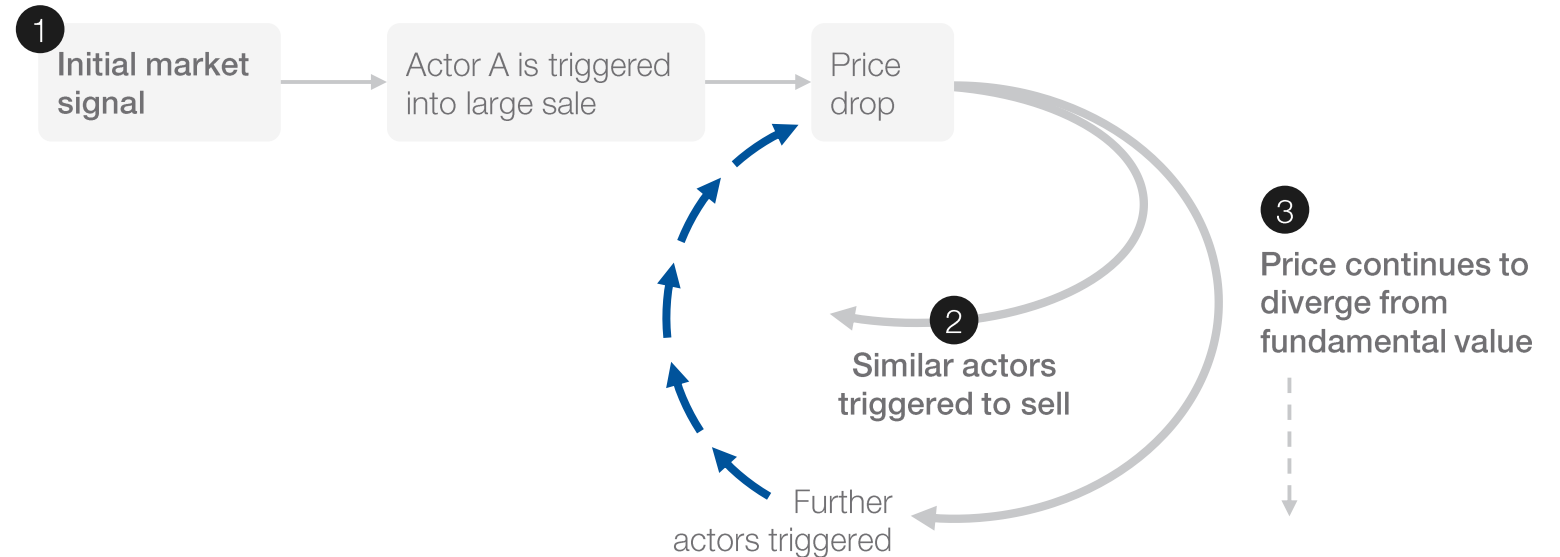 1
Initial market
signal
Actor A is triggered
into large sale
Price
drop
2
Similar actors
triggered to sell
3
Price continues to
diverge from
fundamental value
Further
actors triggered